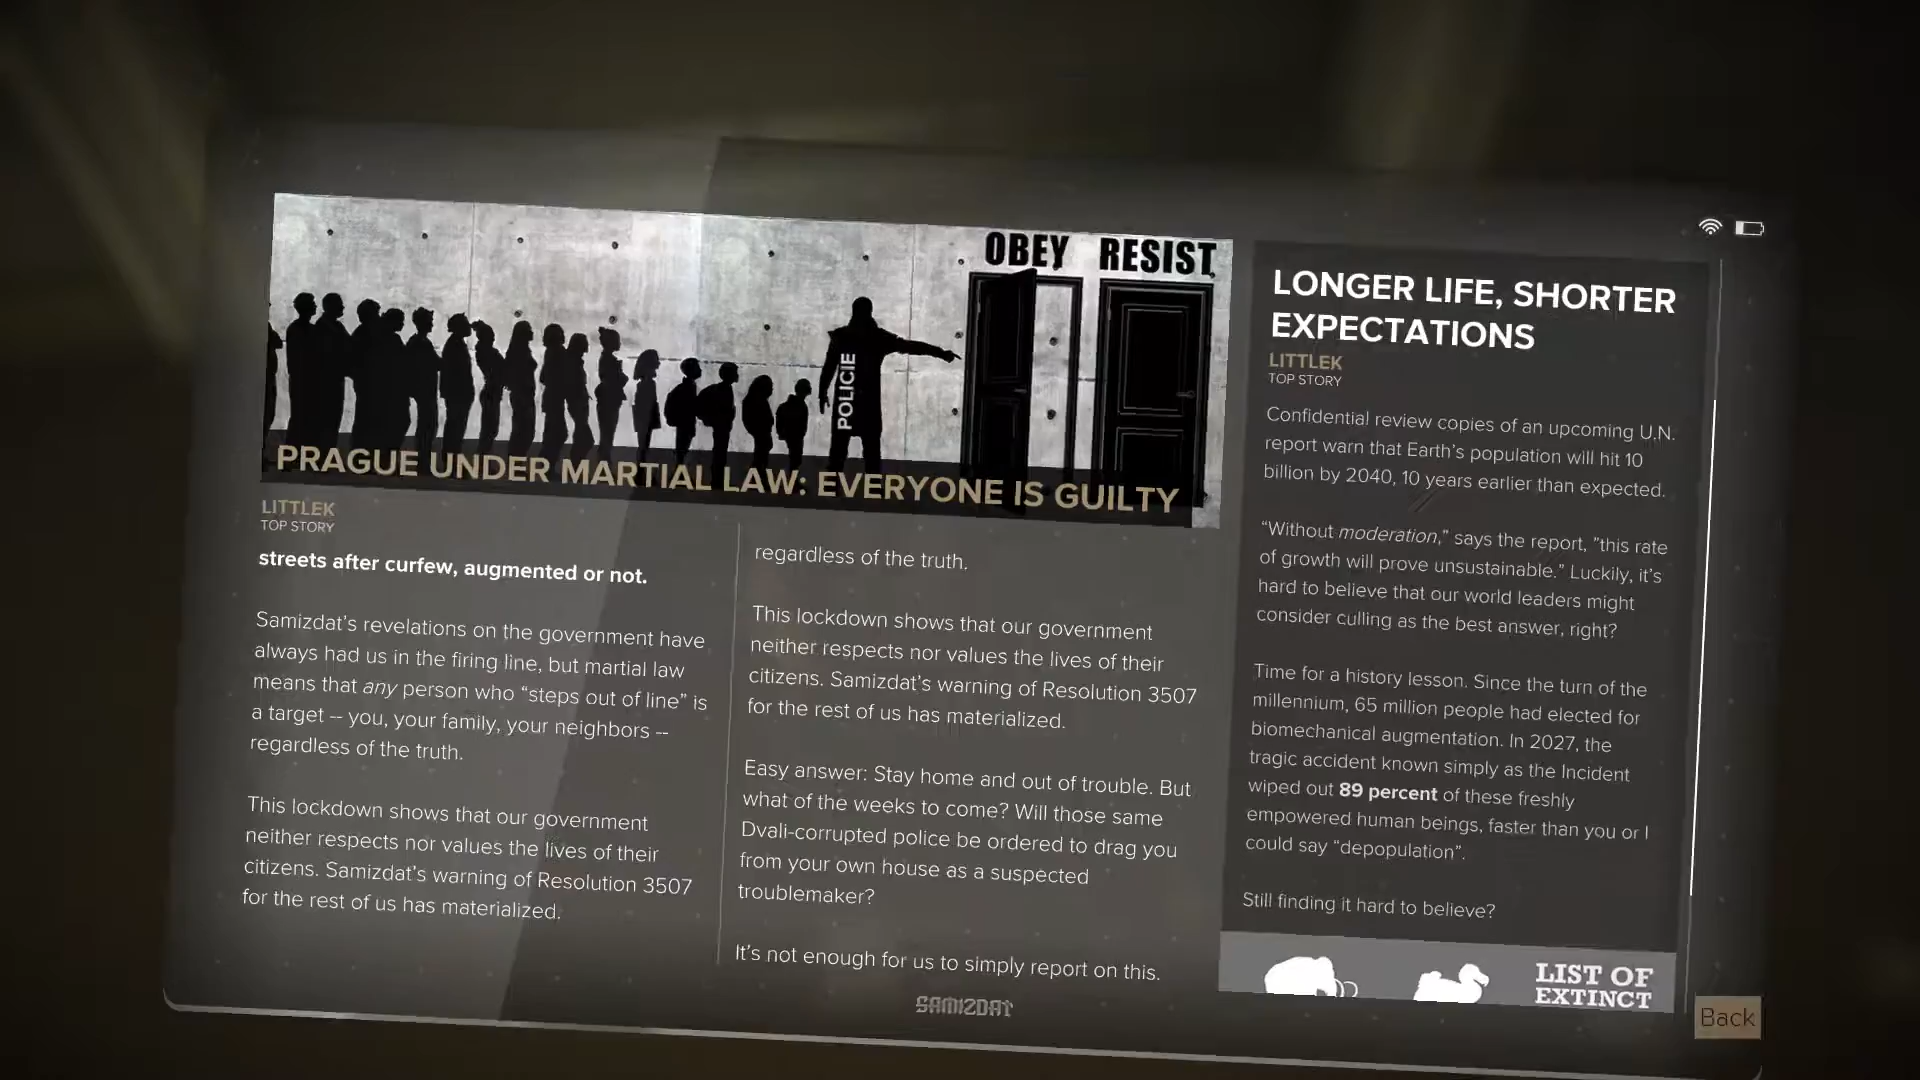 OBEY RESIST
POLICIE
PRAGUE UNDER MARTIAL LAW: EVERYONE IS GUILTY
LITTLEK
TOP STORY
streets after curfew, augmented or not.
Samizdat's revelations on the government have
always had us in the firing line, but martial law
means that any person who “steps out of line” is
a target -- you, your family, your neighbors --
regardless of the truth.
This lockdown shows that our government
neither respects nor values the lives of their
citizens. Samizdat's warning of Resolution 3507
for the rest of us has materialized.
regardless of the truth.
This lockdown shows that our government
neither respects nor values the lives of their
citizens. Samizdat's warning of Resolution 3507
for the rest of us has materialized.
Easy answer: Stay home and out of trouble. But
what of the weeks to come? Will those same
Dvali-corrupted police be ordered to drag you
from your own house as a suspected
troublemaker?
It's not enough for us to simply report on this.
LONGER LIFE, SHORTER
EXPECTATIONS
LITTLEK
TOP STORY
Confidential review copies of an upcoming U.N.
report warn that Earth's population will hit 10
billion by 2040, 10 years earlier than expected.
“Without moderation,” says the report, ”this rate
of growth will prove unsustainable.” Luckily, it's
hard to believe that our world leaders might
consider culling as the best answer, right?
Time for a history lesson. Since the turn of the
millennium, 65 million people had elected for
biomechanical augmentation. In 2027, the
tragic accident known simply as the Incident
wiped out 89 percent of these freshly
empowered human beings, faster than you or I
could say “depopulation”.
Still finding it hard to believe?
LIST OF
EXTINCT
SAMIZDAT
Back